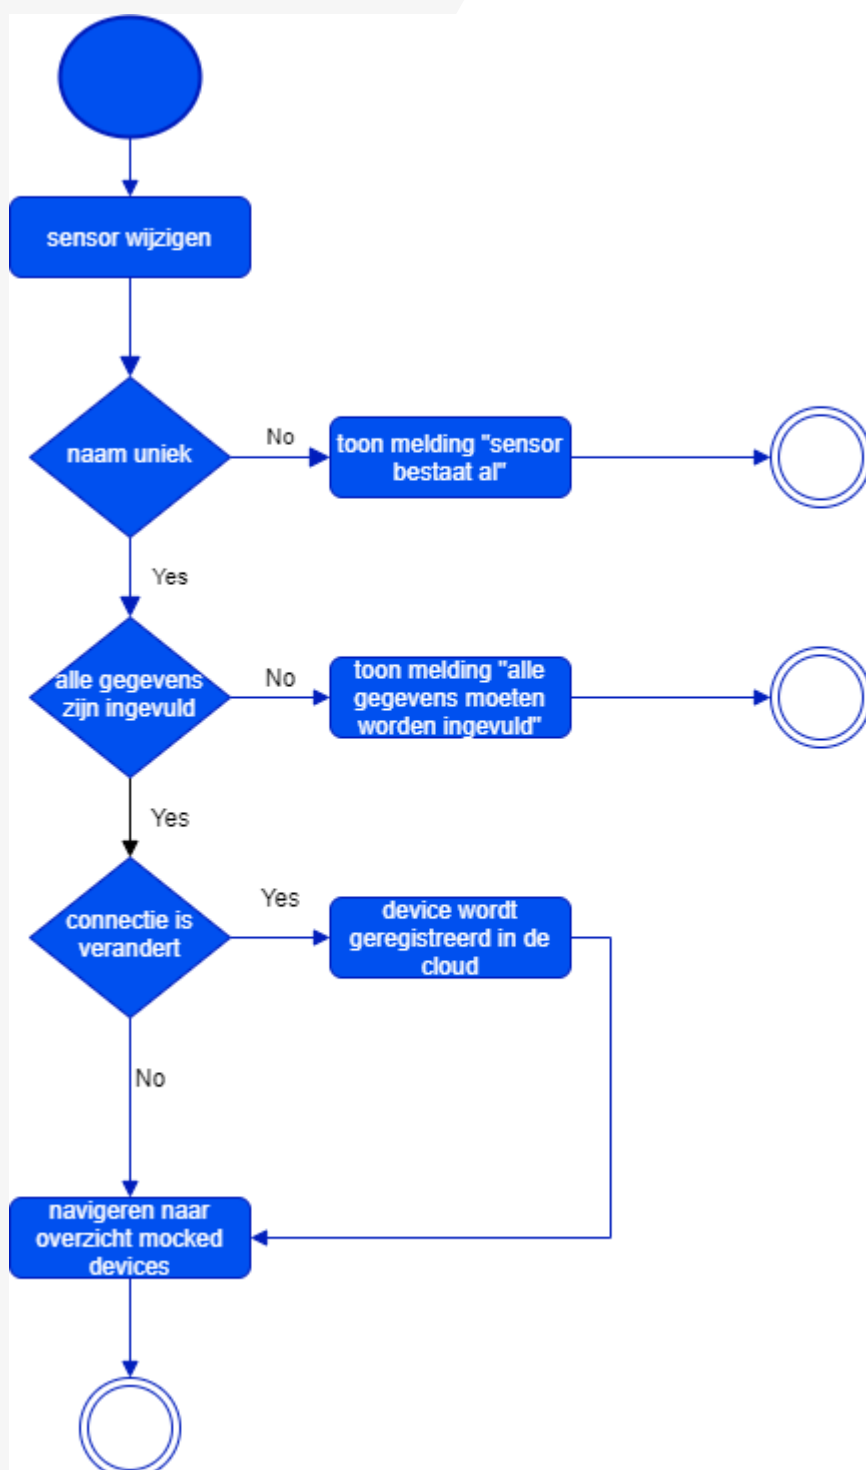 sensor wijzigen
naam uniek
No
toon melding "sensor
bestaat al"
Yes
alle gegevens
zijn ingevuld
No
toon melding "alle
gegevens moeten
worden ingevuld"
Yes
connectie is
verandert
Yes
device wordt
geregistreerd in de
cloud
No
navigeren naar
overzicht mocked
devices